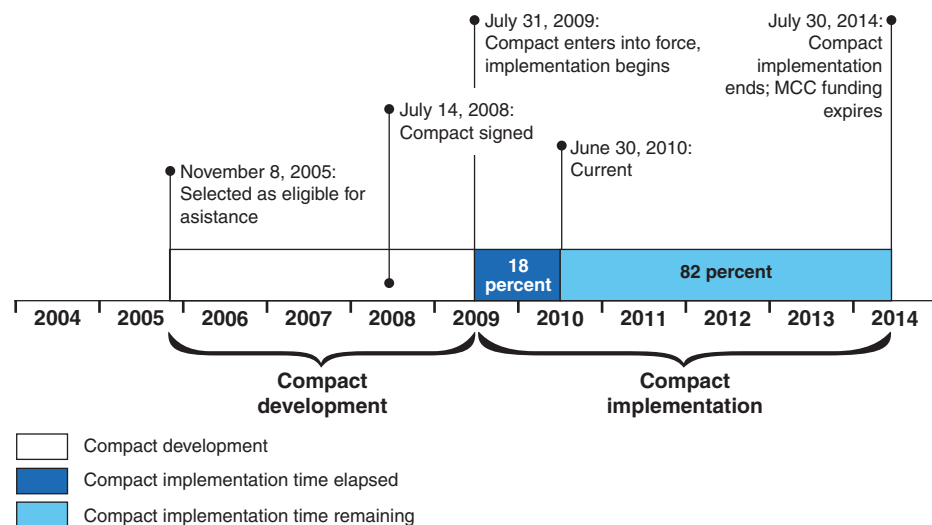 July 31, 2009:
Compact enters into force,
implementation begins
July 30, 2014:
Compact
implementation
ends; MCC funding
expires
July 14, 2008:
Compact signed
June 30, 2010:
Current
November 8, 2005:
Selected as eligible for
asistance
18
percent
82 percent
2004 2005 2006 2007 2008 2009 2010 2011 2012 2013 2014
Compact
development
Compact
implementation
Compact development
Compact implementation time elapsed
Compact implementation time remaining